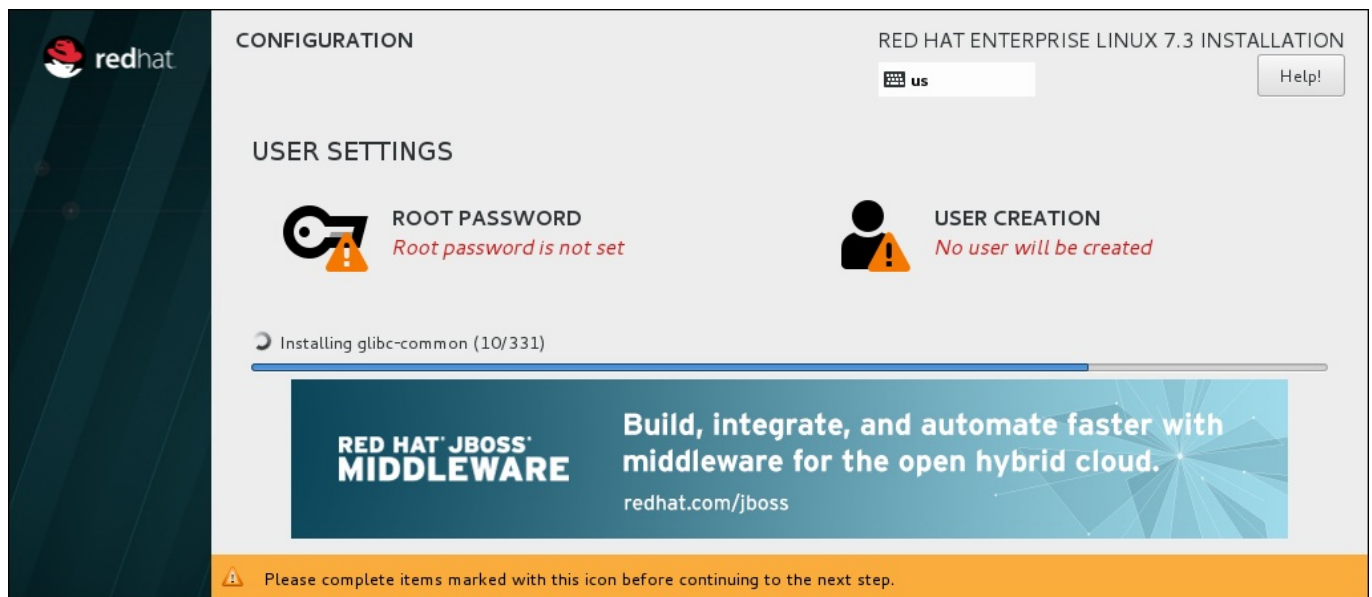 redhat
CONFIGURATION
RED HAT ENTERPRISE LINUX 7.3 INSTALLATION
us
Help!
USER SETTINGS
ROOT PASSWORD
Root password is not set
USER CREATION
No user will be created
Installing glibc-common (10/331)
RED HAT JBOSS
MIDDLEWARE
Build, integrate, and automate faster with
middleware for the open hybrid cloud.
redhat.com/jboss
Please complete items marked with this icon before continuing to the next step.